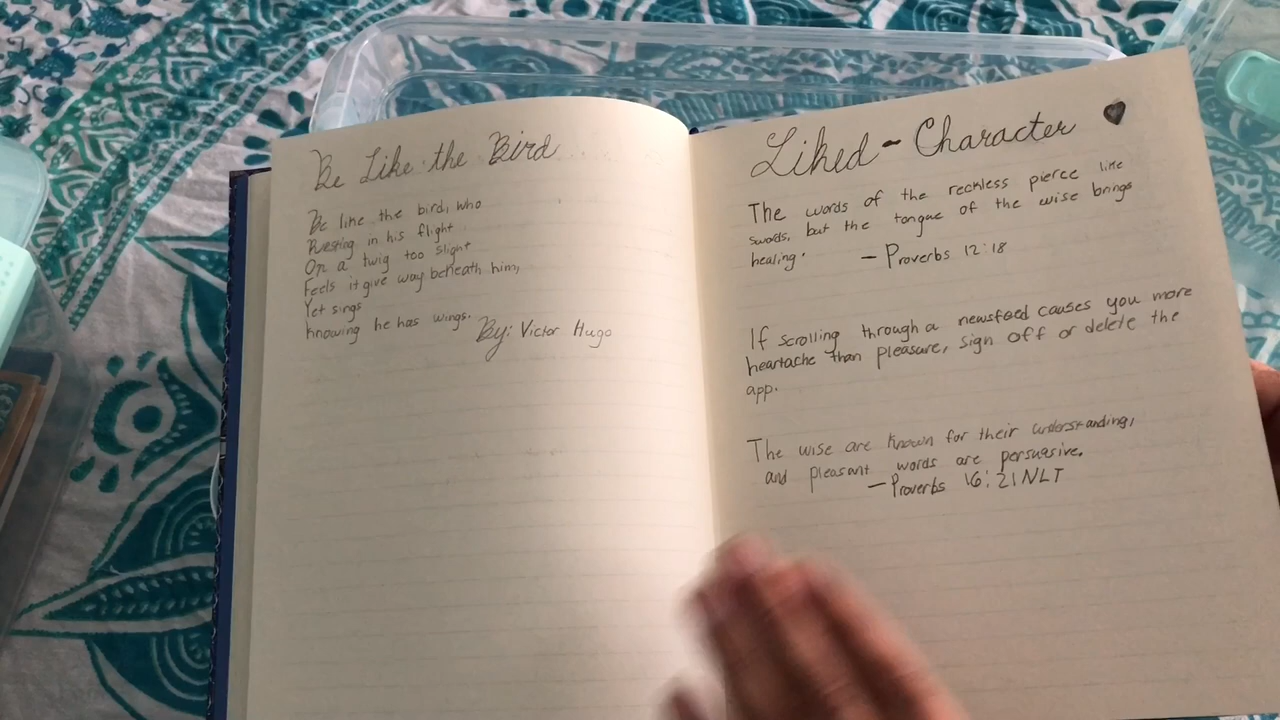 Be Like the Bird
Be like the bird, who
Resting in his flight
On a twig too slight
Feels it give way beneath him,
Yet sings
Knowing he has wings.
By: Victor Hugo
Liked - Character
The words of the reckless pierce like
swods, but the tongue of the wise brings
healing.
- Proverbs 12:18
If scrolling through a newsfeed causes you more
heartache than pleasure, sign off or delete the
app.
The wise are known for their understanding,
and pleasant words are persuasive.
- Proverbs 16:21 NLT